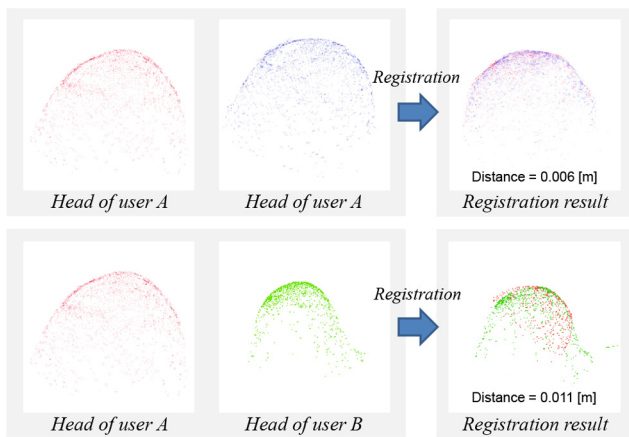 Registration
Distance = 0.006 [m]
Head of user A
Head of user A
Registration result
Registration
Distance = 0.011 [m]
Head of user A
Head of user B
Registration result